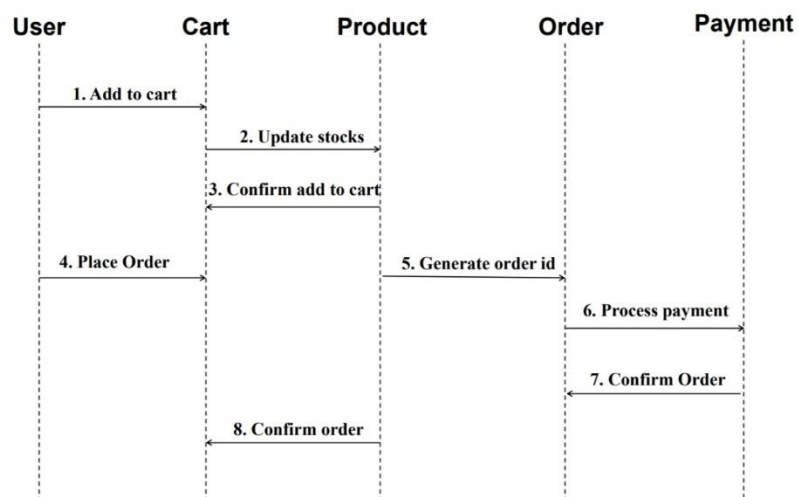 User Cart Product Order Payment
1. Add to cart
2. Update stocks
3. Confirm add to cart
4. Place Order
5. Generate order id
6. Process payment
7. Confirm Order
8. Confirm order